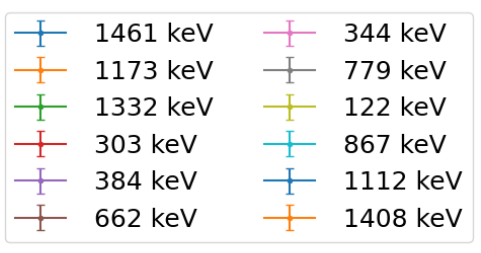 1461 keV
1173 keV
1332 keV
303 keV
384 keV
662 keV
344 keV
779 keV
122 keV
867 keV
1112 keV
1408 keV